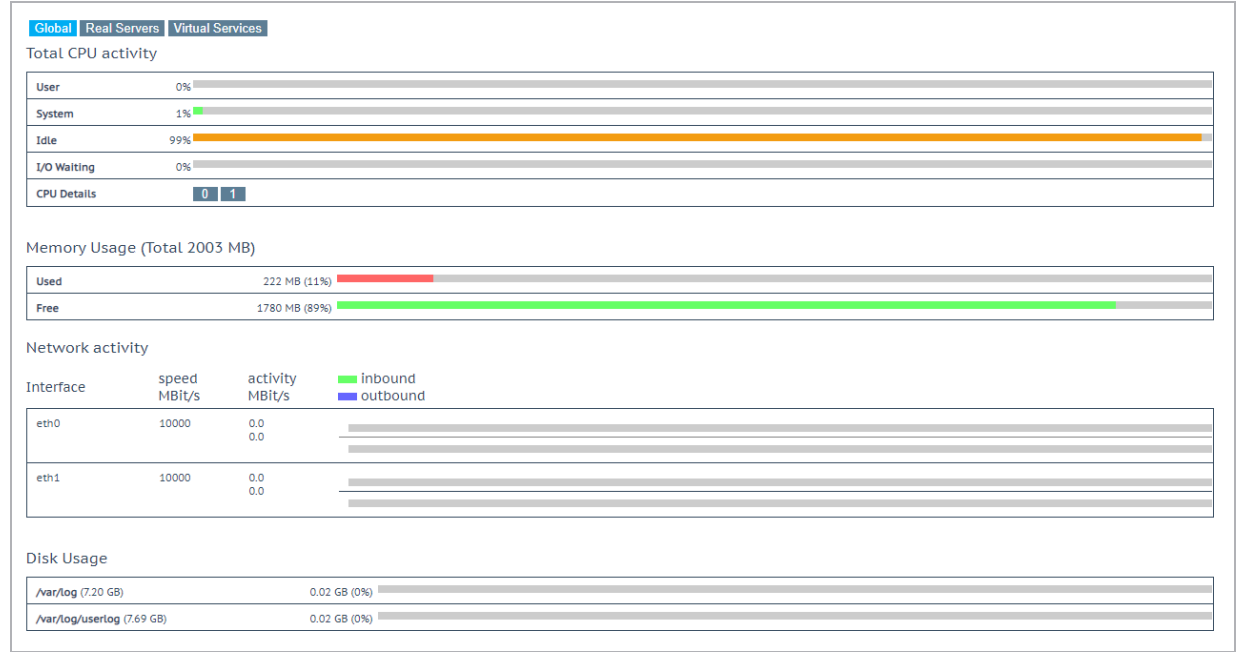 Global Real Servers Virtual Services
Total CPU activity
User 0%
System 1%
Idle 99%
I/O Waiting 0%
CPU Details 0 1
Memory Usage (Total 2003 MB)
Used 222 MB (11%)
Free 1780 MB (89%)
Network activity
Interface speed MBit/s activity MBit/s inbound outbound
eth0 10000 0.0
0.0
eth1 10000 0.0
0.0
Disk Usage
/var/log (7.20 GB) 0.02 GB (0%)
/var/log/userlog (7.69 GB) 0.02 GB (0%)